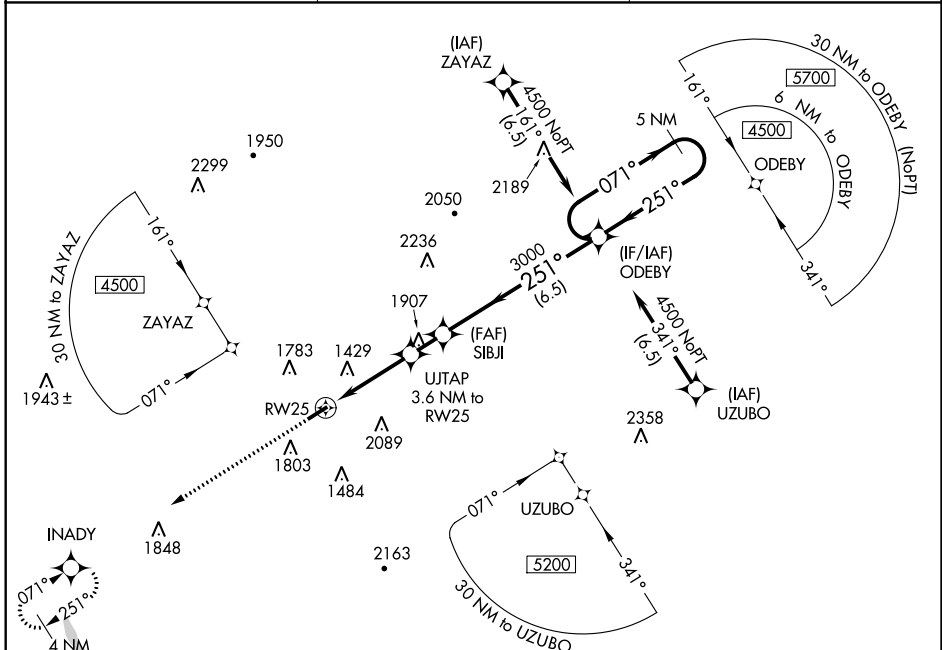 (IAF)
ZAYAZ
4500 NoPT
161°
(6.5)
5 NM
30 NM to ODEBY (NoPT)
5700
6 NM to ODEBY
4500
161°
ODEBY
341°
1950
2299
2189
071°
251°
2050
2236
(IF/IAF)
ODEBY
3000
251°
(6.5)
30 NM to ZAYAZ
161°
4500
ZAYAZ
071°
1907
(FAF)
SIBJI
4500 NoPT
341°
(6.5)
1783
1429
UJTAP
3.6 NM to
RW25
(IAF)
UZUBO
1943 ±
RW25
2089
2358
1803
1484
071°
UZUBO
341°
5200
30 NM to UZUBO
INADY
1848
2163
071°
251°
4 NM